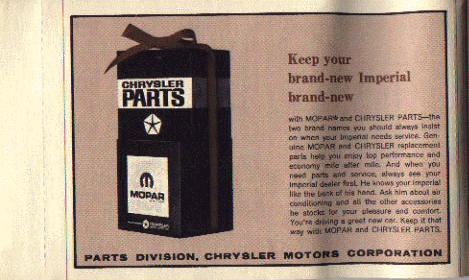 CHRYSLER
PARTS
MOPAR
Keep your
brand-new Imperial
brand-new
with MOPAR® and CHRYSLER PARTS—the
two brand names you should always insist
on when your Imperial needs service. Gen-
uine MOPAR and CHRYSLER replacement
parts help you enjoy top performance and
economy mile after mile. And when you
need parts and service, always see your
Imperial dealer first. He knows your Imperial
like the back of his hand. Ask him about air
conditioning and all the other accessories
he stocks for your pleasure and comfort.
You're driving a great new car. Keep it that
way with MOPAR and CHRYSLER PARTS.
PARTS DIVISION, CHRYSLER MOTORS CORPORATION